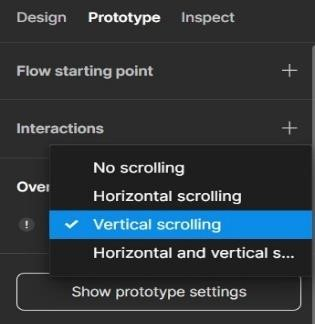 Design Prototype Inspect
Flow starting point
Interactions
No scrolling
Over
Horizontal scrolling
Vertical scrolling
Horizontal and vertical s...
Show prototype settings